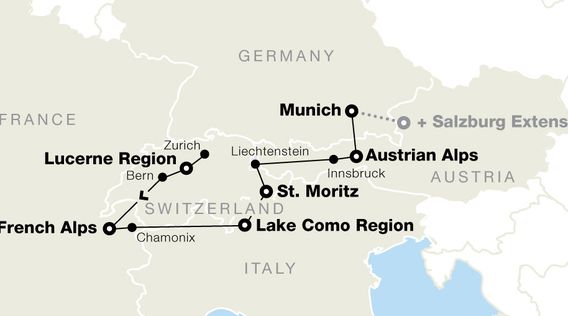 GERMANY
Munich
+ Salzburg Extens
FRANCE
Zurich
Lucerne Region
Liechtenstein
Austrian Alps
Bern
Innsbruck
AUSTRIA
St. Moritz
SWITZERLAND
French Alps
Chamonix
Lake Como Region
ITALY